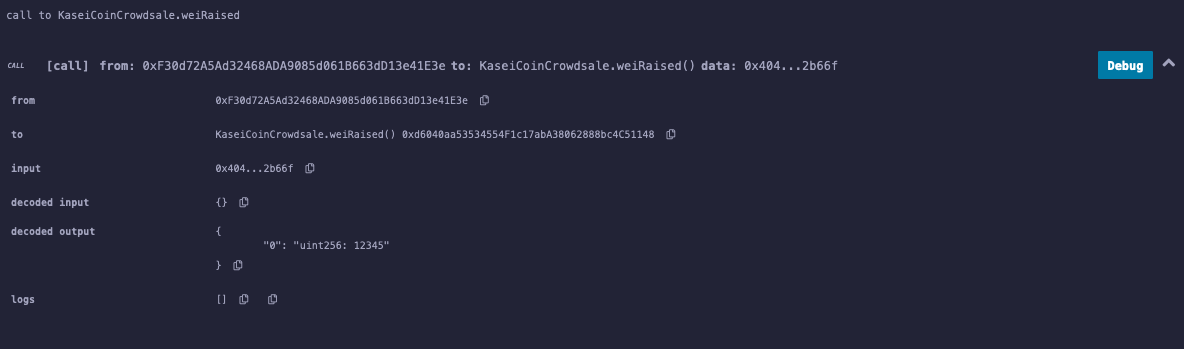 call to KaseiCoinCrowdsale.weiRaised
CALL [call] from: 0xF30d72A5Ad32468ADA9085d061B663dD13e41E3e to: KaseiCoinCrowdsale.weiRaised() data: 0x404...2b66f Debug
from 0xF30d72A5Ad32468ADA9085d061B663dD13e41E3e
to KaseiCoinCrowdsale.weiRaised() 0xd6040aa53534554F1c17abA38062888bc4C51148
input 0x404...2b66f
decoded input {}
decoded output {
"0": "uint256: 12345"
}
logs []